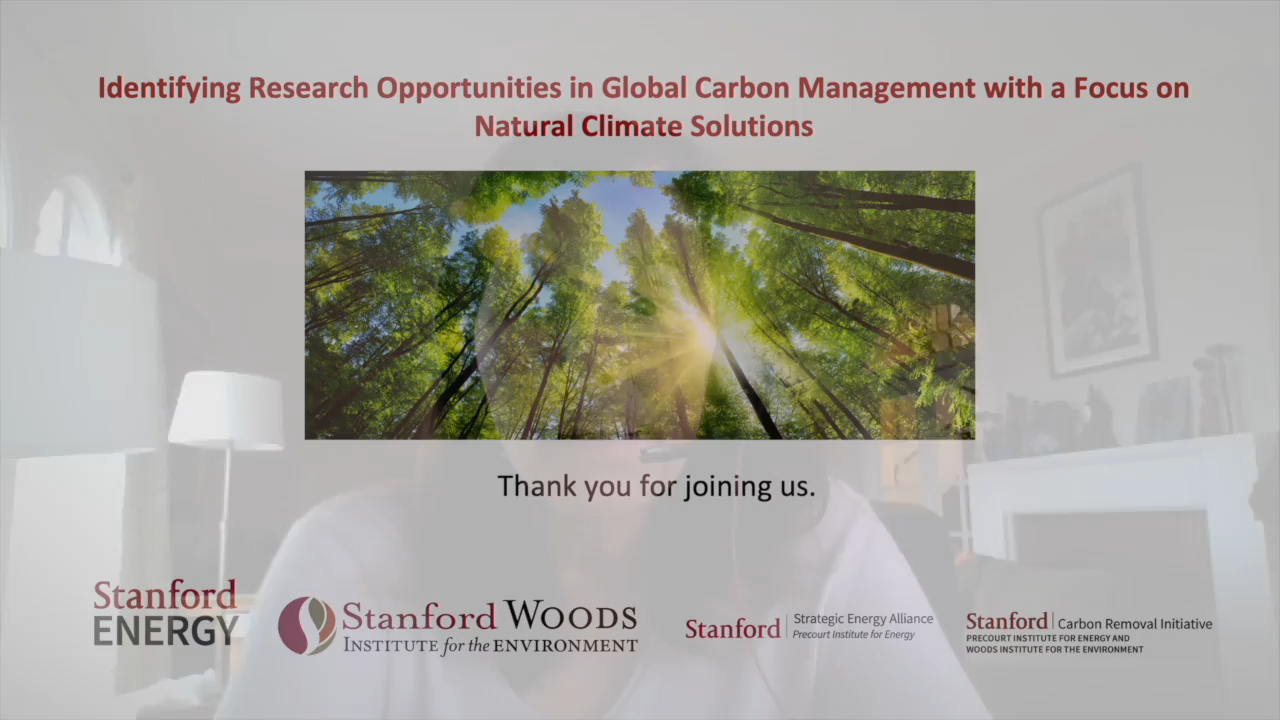 Identifying Research Opportunities in Global Carbon Management with a Focus on
Natural Climate Solutions
Thank you for joining us.
Stanford
ENERGY
STANFORD WOODS
INSTITUTE for the ENVIRONMENT
Stanford
Strategic Energy Alliance
Precourt Institute for Energy
Stanford
Carbon Removal Initiative
PRECOURT INSTITUTE FOR ENERGY AND
WOODS INSTITUTE FOR THE ENVIRONMENT